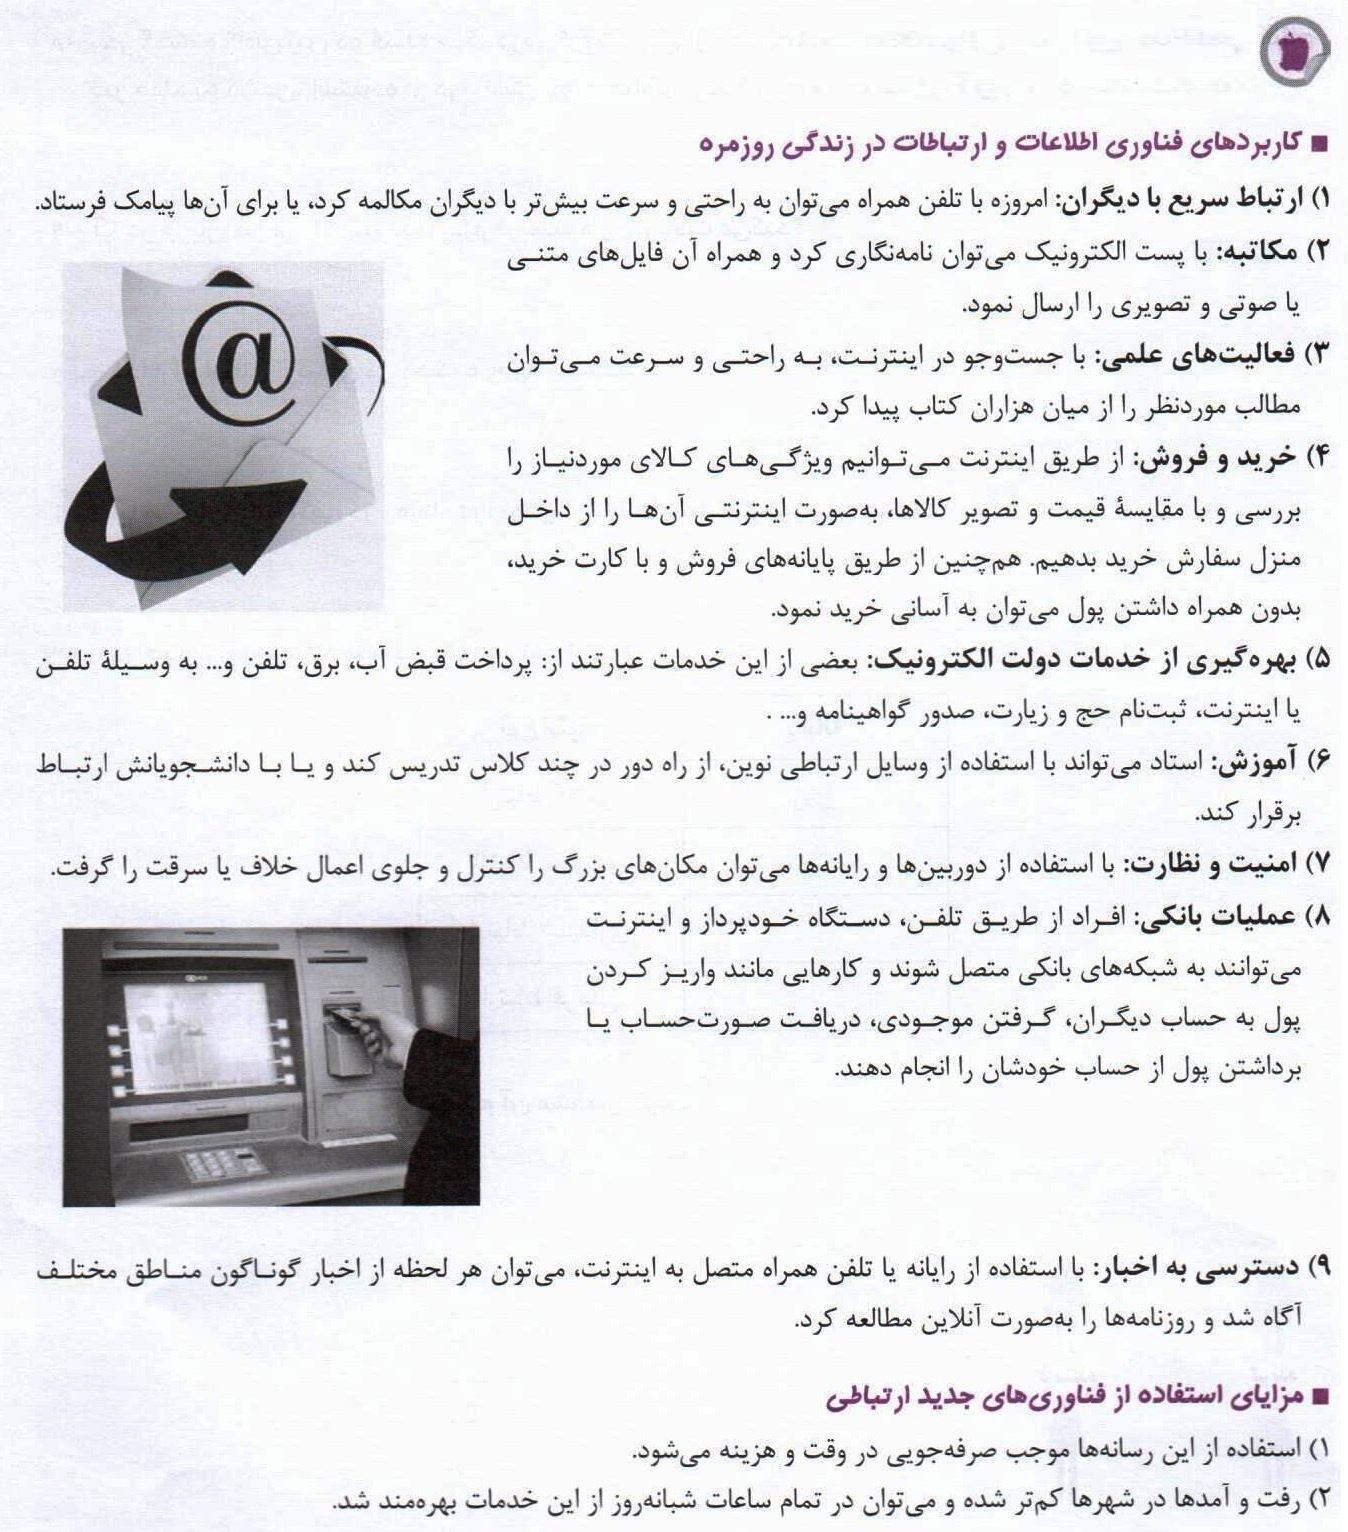 ■ کاربردهای فناوری اطلاعات و ارتباطات در زندگی روزمره
۱) ارتباط سریع با دیگران: امروزه با تلفن همراه می‌توان به راحتی و سرعت بیش‌تر با دیگران مکالمه کرد، یا برای آن‌ها پیامک فرستاد.
۲) مکاتبه: با پست الکترونیک می‌توان نامه‌نگاری کرد و همراه آن فایل‌های متنی
یا صوتی و تصویری را ارسال نمود.
۳) فعالیت‌های علمی: با جست‌وجو در اینترنت، به راحتی و سرعت می‌توان
مطالب موردنظر را از میان هزاران کتاب پیدا کرد.
۴) خرید و فروش: از طریق اینترنت می‌توانیم ویژگی‌های کالای موردنیاز را
بررسی و با مقایسهٔ قیمت و تصویر کالاها، به‌صورت اینترنتی آن‌ها را از داخل
منزل سفارش خرید بدهیم. هم‌چنین از طریق پایانه‌های فروش و با کارت خرید،
بدون همراه داشتن پول می‌توان به آسانی خرید نمود.
۵) بهره‌گیری از خدمات دولت الکترونیک: بعضی از این خدمات عبارتند از: پرداخت قبض آب، برق، تلفن و... به وسیلهٔ تلفن
یا اینترنت، ثبت‌نام حج و زیارت، صدور گواهینامه و... .
۶) آموزش: استاد می‌تواند با استفاده از وسایل ارتباطی نوین، از راه دور در چند کلاس تدریس کند و یا با دانشجویانش ارتباط
برقرار کند.
۷) امنیت و نظارت: با استفاده از دوربین‌ها و رایانه‌ها می‌توان مکان‌های بزرگ را کنترل و جلوی اعمال خلاف یا سرقت را گرفت.
۸) عملیات بانکی: افراد از طریق تلفن، دستگاه خودپرداز و اینترنت
می‌توانند به شبکه‌های بانکی متصل شوند و کارهایی مانند واریز کردن
پول به حساب دیگران، گرفتن موجودی، دریافت صورت‌حساب یا
برداشتن پول از حساب خودشان را انجام دهند.
۹) دسترسی به اخبار: با استفاده از رایانه یا تلفن همراه متصل به اینترنت، می‌توان هر لحظه از اخبار گوناگون مناطق مختلف
آگاه شد و روزنامه‌ها را به‌صورت آنلاین مطالعه کرد.
■ مزایای استفاده از فناوری‌های جدید ارتباطی
۱) استفاده از این رسانه‌ها موجب صرفه‌جویی در وقت و هزینه می‌شود.
۲) رفت و آمدها در شهرها کم‌تر شده و می‌توان در تمام ساعات شبانه‌روز از این خدمات بهره‌مند شد.